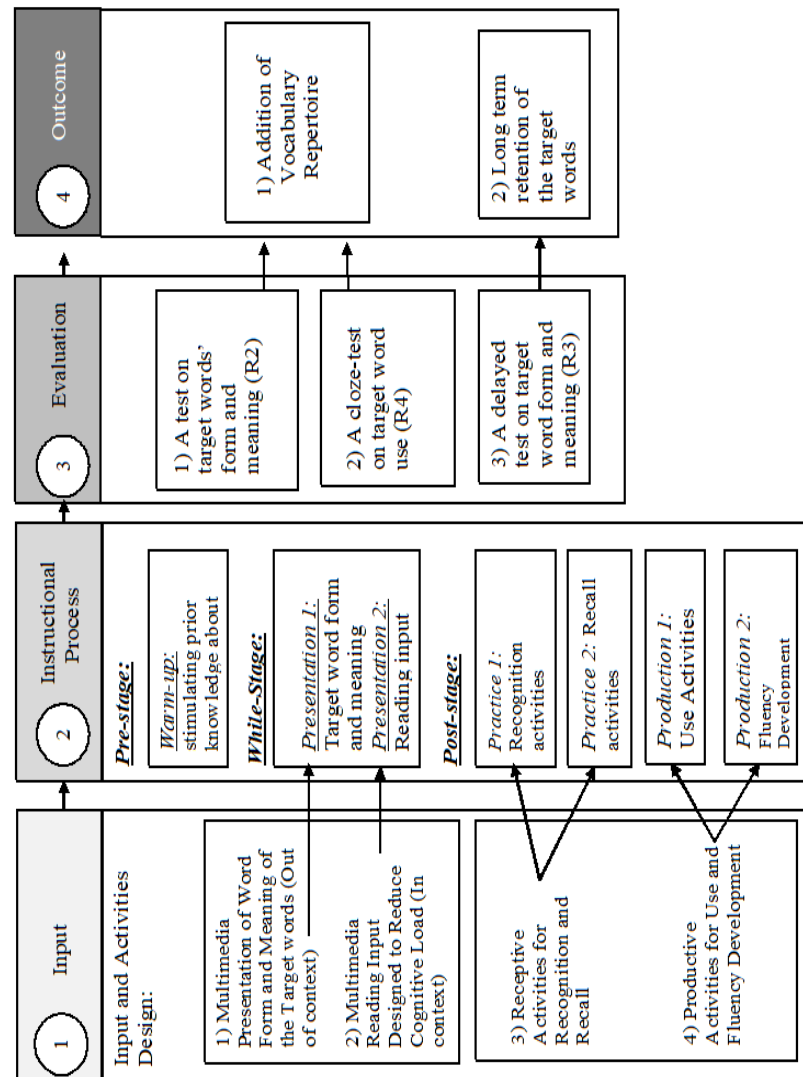 1
Input
Input and Activities
Design:
1) Multimedia
Presentation of Word
Form and Meaning of
the Target words (Out
of context)
2) Multimedia
Reading Input
Designed to Reduce
Cognitive Load (In
context)
3) Receptive
Activities for
Recognition and
Recall
4) Productive
Activities for Use and
Fluency Development
2
Instructional
Process
Pre-stage:
Warm-up:
stimulating prior
knowledge about
While-Stage:
Presentation 1:
Target word form
and meaning
Presentation 2:
Reading input
Post-stage:
Practice 1:
Recognition
activities
Practice 2: Recall
activities
Production 1:
Use Activities
Production 2:
Fluency
Development
3
Evaluation
1) A test on
target words'
form and
meaning (R2)
2) A cloze-test
on target word
use (R4)
3) A delayed
test on target
word form and
meaning (R3)
4
Outcome
1) Addition of
Vocabulary
Repertoire
2) Long term
retention of
the target
words